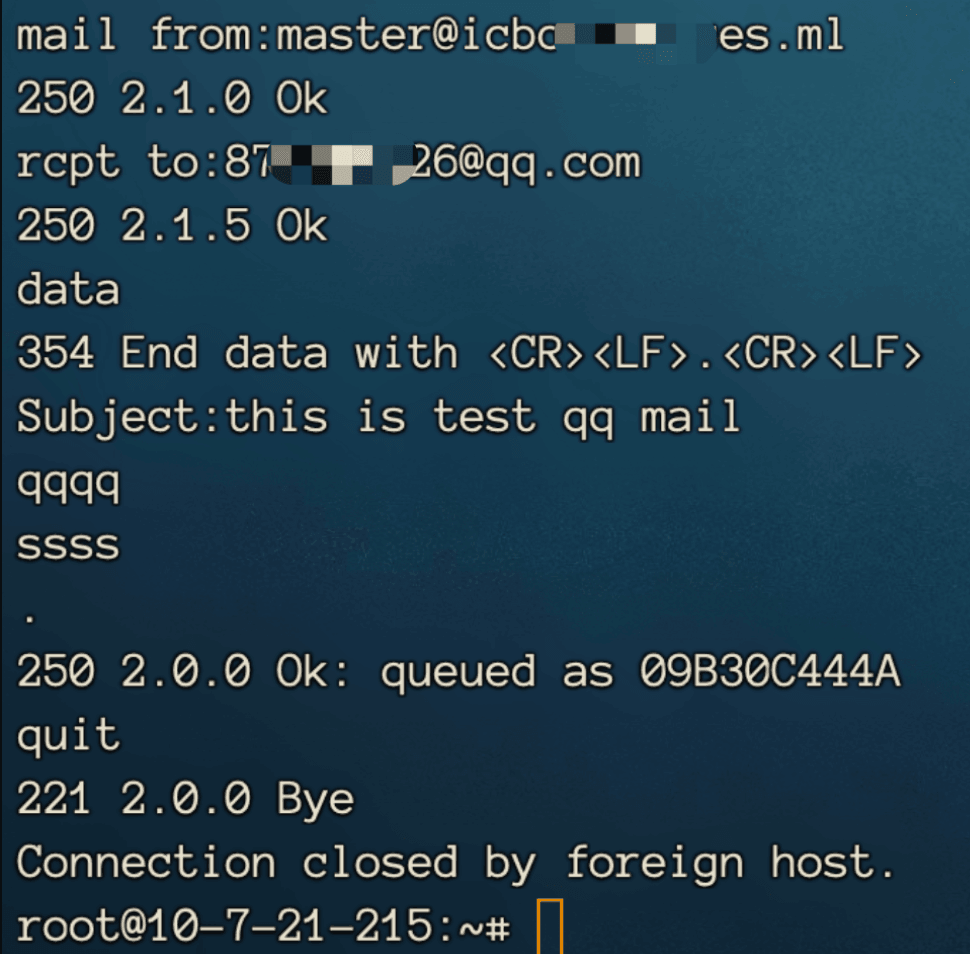 mail from:master@icbc es.ml
250 2.1.0 Ok
rcpt to:87 26@qq.com
250 2.1.5 Ok
data
354 End data with <CR><LF>.<CR><LF>
Subject:this is test qq mail
qqqq
ssss
.
250 2.0.0 Ok: queued as 09B30C444A
quit
221 2.0.0 Bye
Connection closed by foreign host.
root@10-7-21-215:~#